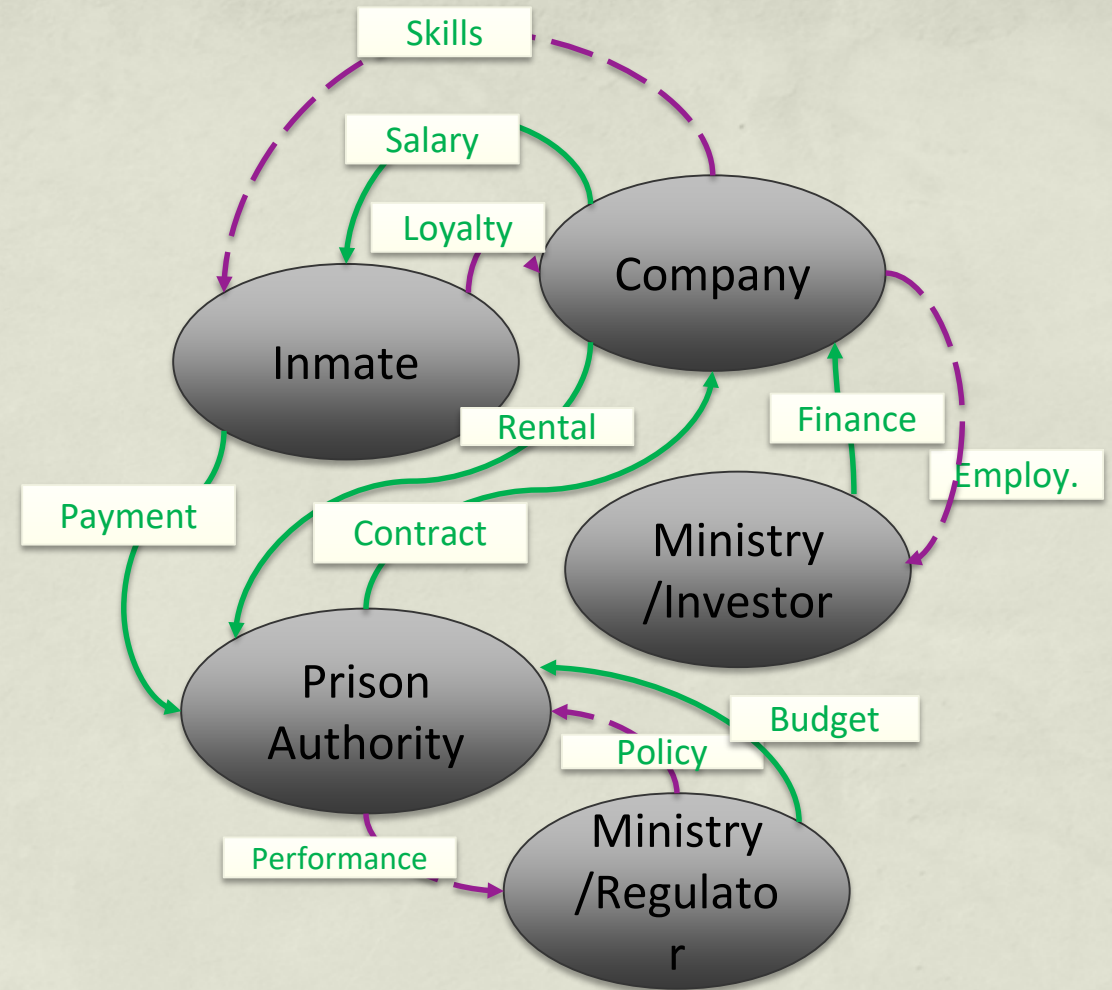 Skills
Salary
Loyalty
Company
Inmate
Rental
Finance
Employ.
Payment
Contract
Ministry
/Investor
Prison
Authority
Budget
Policy
Ministry
/Regulato
r
Performance